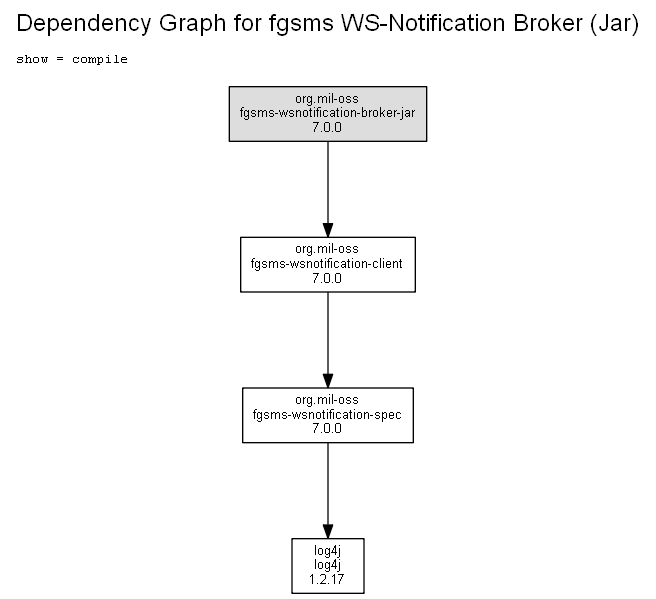 Dependency Graph for fgsms WS-Notification Broker (Jar)
show = compile
org.mil-oss
fgsms-wsnotification-broker-jar
7.0.0
org.mil-oss
fgsms-wsnotification-client
7.0.0
org.mil-oss
fgsms-wsnotification-spec
7.0.0
log4j
log4j
1.2.17